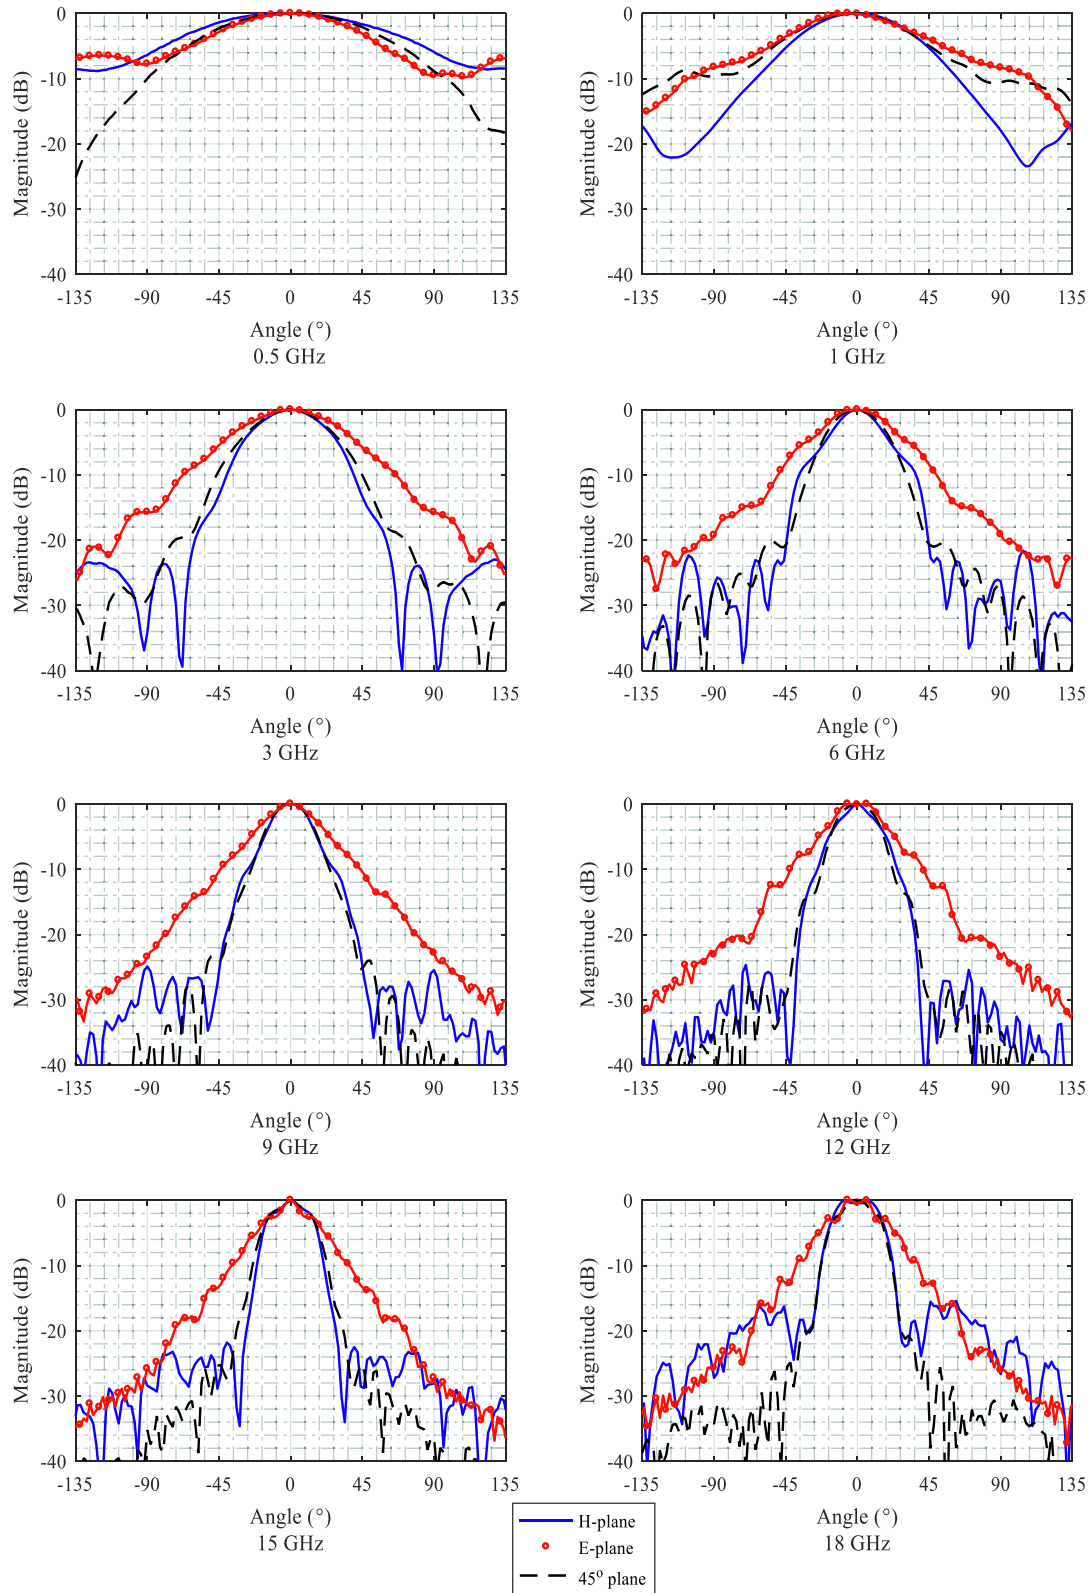 0
-10
-20
-30
-40
Magnitude (dB)
-135 -90 -45 0 45 90 135
Angle (°)
0.5 GHz
0
-10
-20
-30
-40
Magnitude (dB)
-135 -90 -45 0 45 90 135
Angle (°)
1 GHz
0
-10
-20
-30
-40
Magnitude (dB)
-135 -90 -45 0 45 90 135
Angle (°)
3 GHz
0
-10
-20
-30
-40
Magnitude (dB)
-135 -90 -45 0 45 90 135
Angle (°)
6 GHz
0
-10
-20
-30
-40
Magnitude (dB)
-135 -90 -45 0 45 90 135
Angle (°)
9 GHz
0
-10
-20
-30
-40
Magnitude (dB)
-135 -90 -45 0 45 90 135
Angle (°)
12 GHz
0
-10
-20
-30
-40
Magnitude (dB)
-135 -90 -45 0 45 90 135
Angle (°)
15 GHz
0
-10
-20
-30
-40
Magnitude (dB)
-135 -90 -45 0 45 90 135
Angle (°)
18 GHz
H-plane
E-plane
45° plane